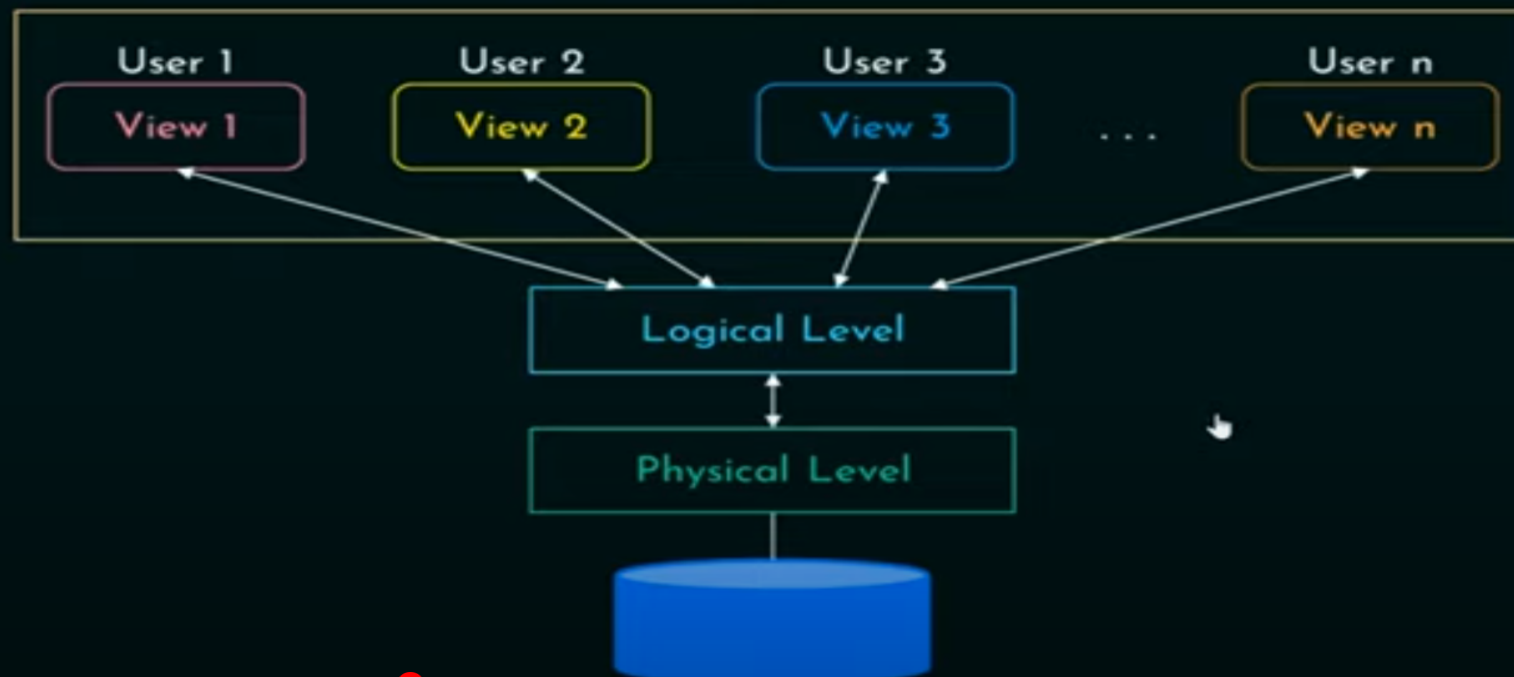 User 1
User 2
User 3
User n
View 1
View 2
View 3
...
View n
Logical Level
Physical Level